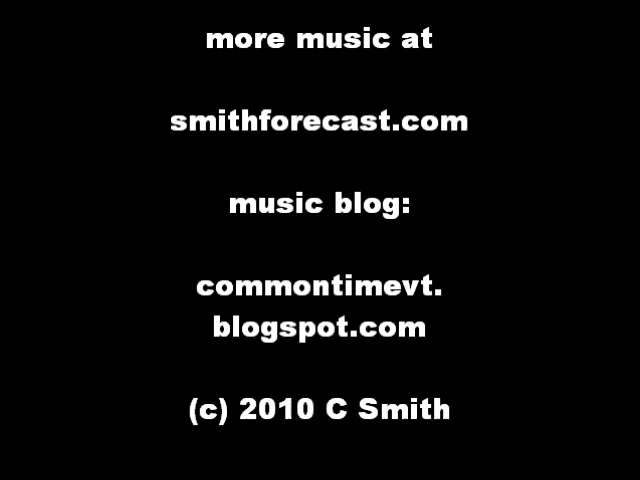 more music at
smithforecast.com
music blog:
commontimevt.
blogspot.com
(c) 2010 C Smith